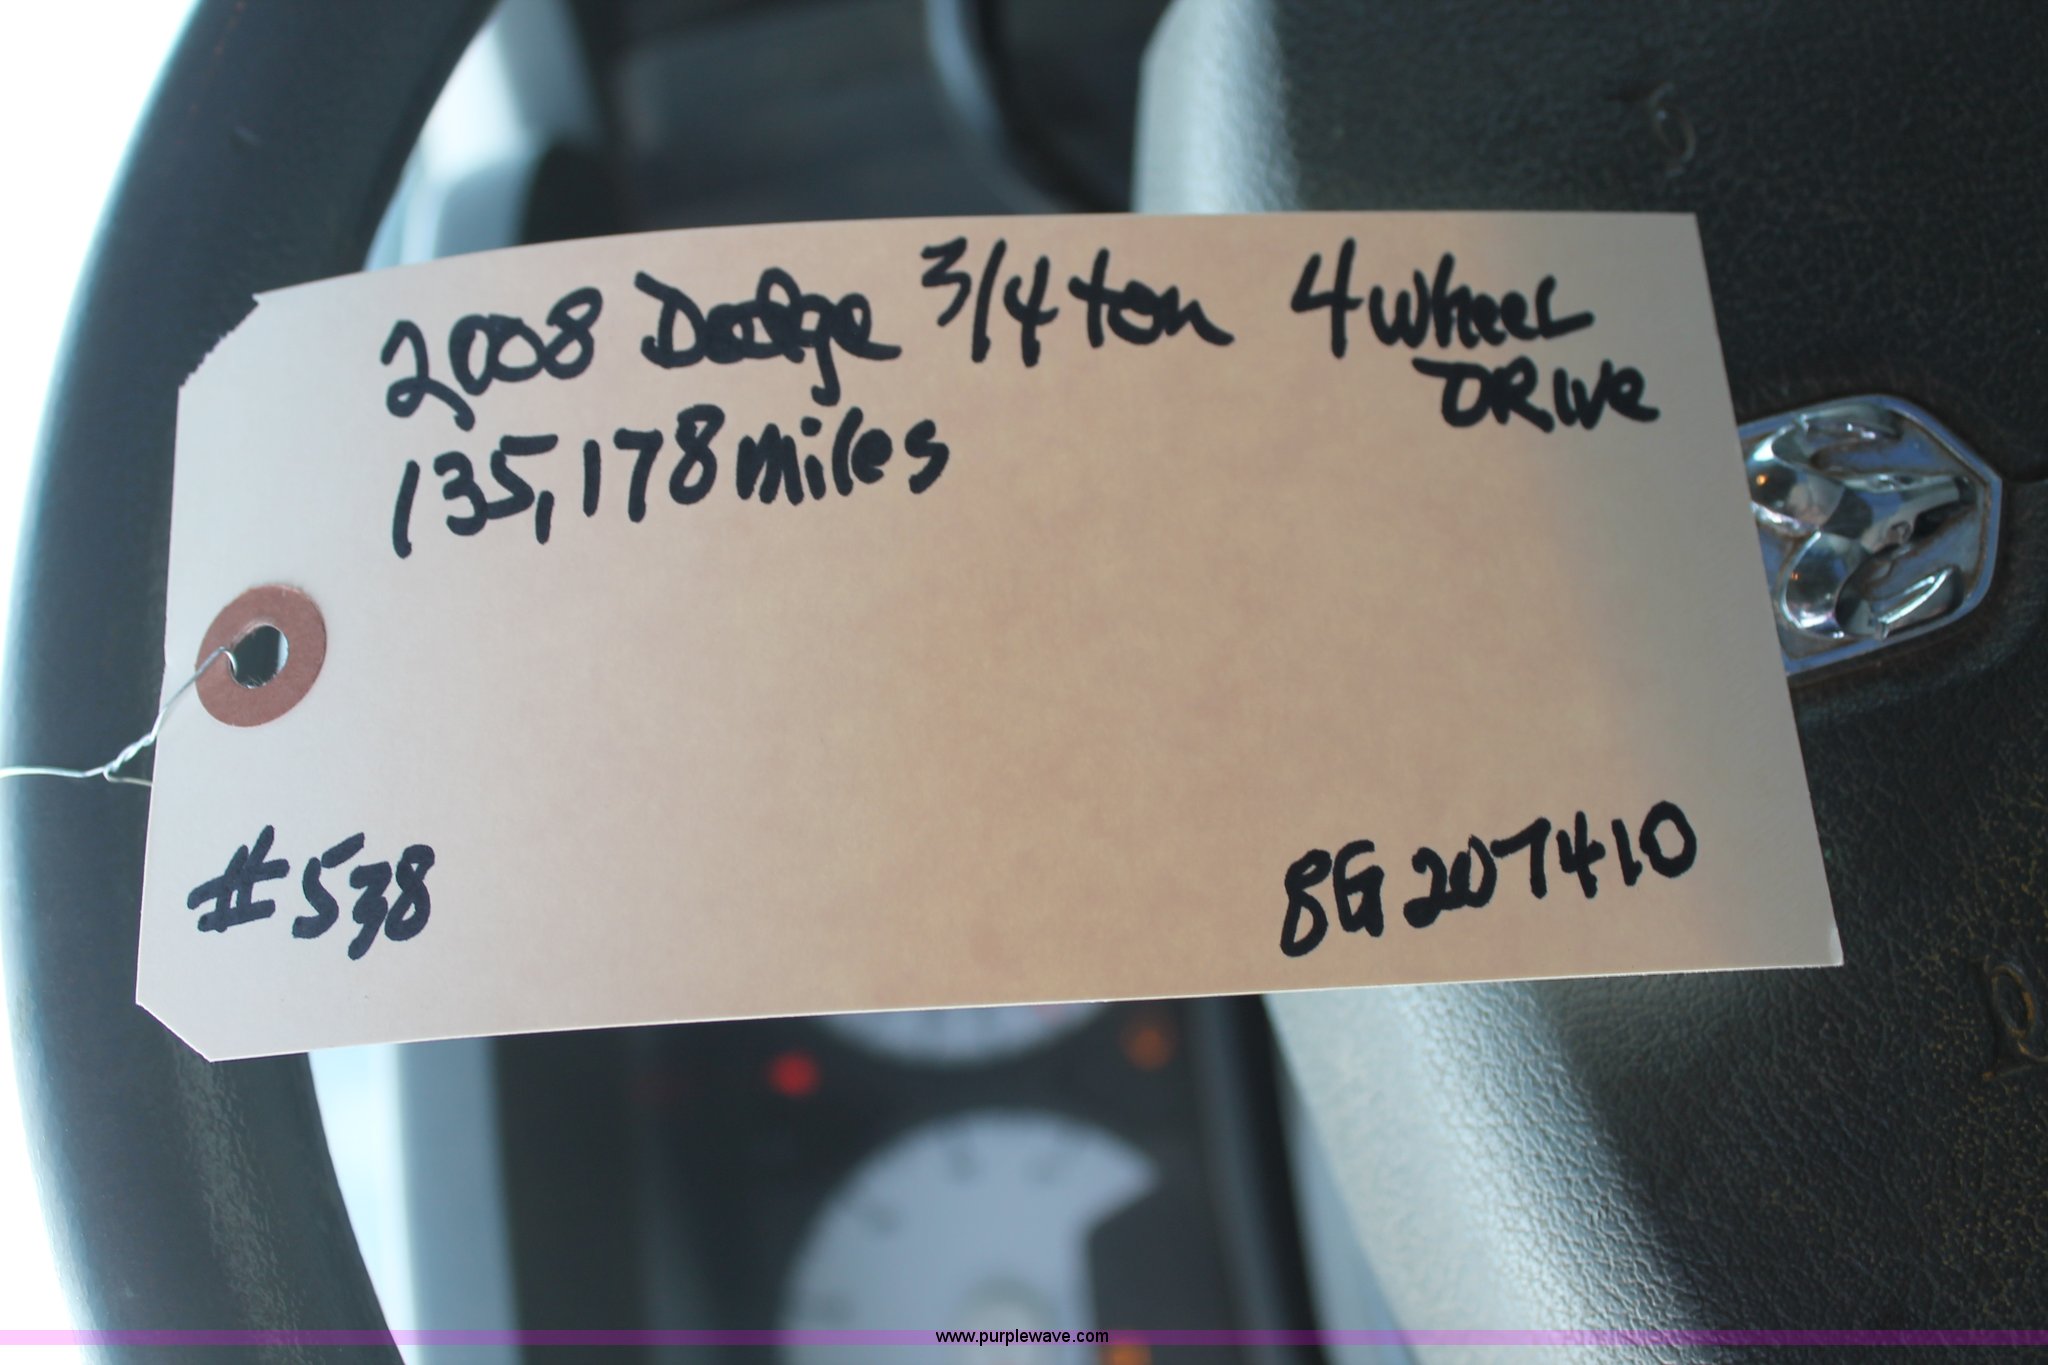 2008 Dodge 3/4 ton 4 wheel
DRIVE
135,178 miles
#538
8G207410
www.purplewave.com